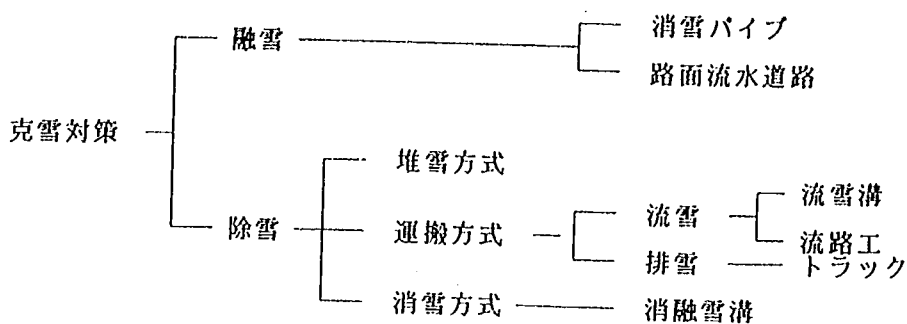 融雪
消雪パイプ
路面流水道路
克雪対策
除雪
堆雪方式
運搬方式
流雪
流雪溝
流路工
排雪
トラック
消雪方式
消融雪溝